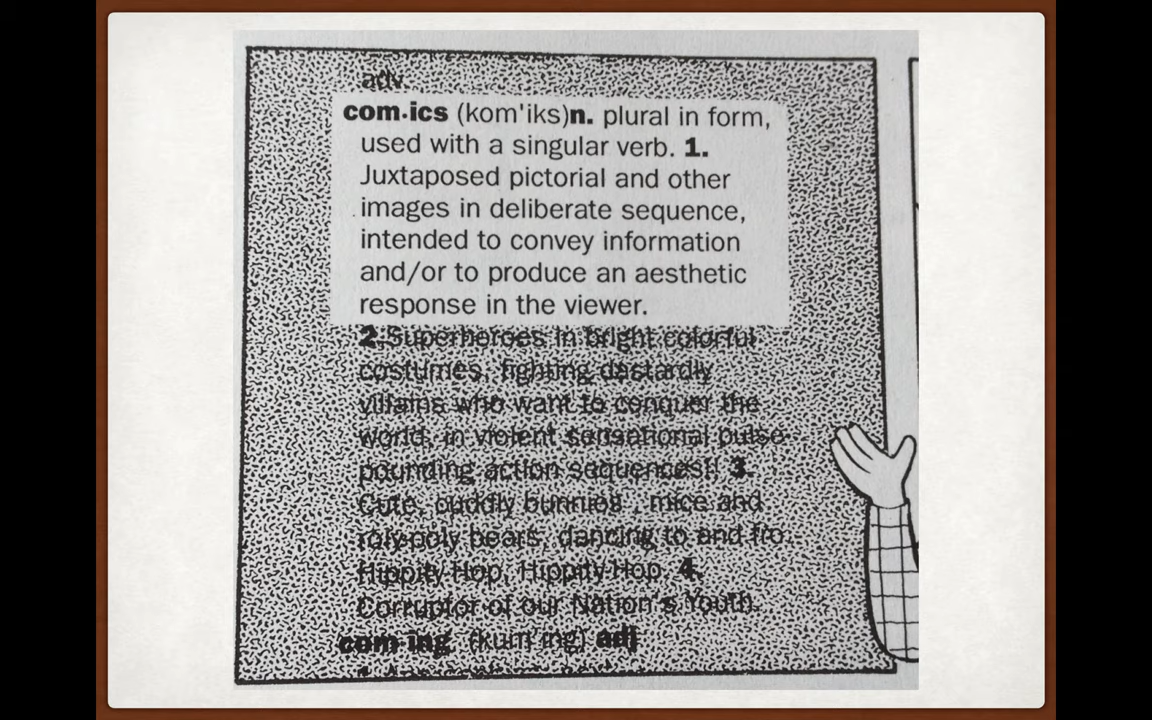 adv.
com·ics (kom'iks)n. plural in form,
used with a singular verb. 1.
Juxtaposed pictorial and other
images in deliberate sequence,
intended to convey information
and/or to produce an aesthetic
response in the viewer.
2. Superheroes in bright colorful
costumes, fighting dastardly
villains who want to conquer the
world, in violent sensational pulse-
pounding action sequences!! 3.
Cute, cuddly bunnies, mice and
roly-poly bears, dancing to and fro.
Hippity Hop, Hippity Hop. 4.
Corruptor of our Nation's Youth.
com·ing (kum'ing) adj